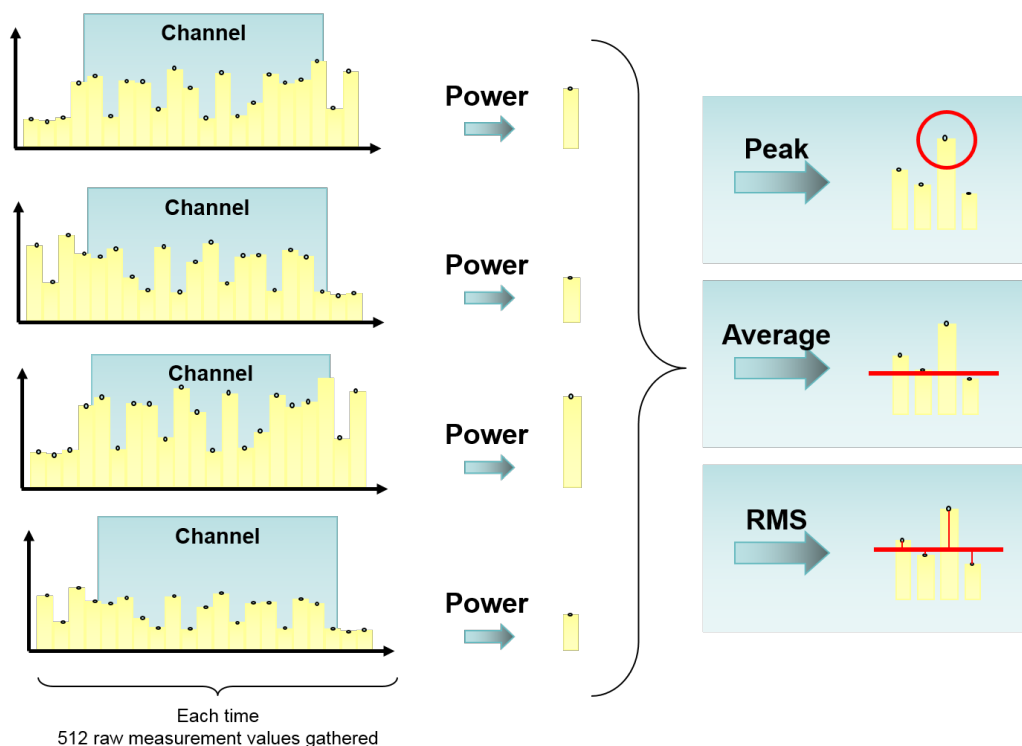 Channel
Power
Channel
Power
Channel
Power
Channel
Power
Each time
512 raw measurement values gathered
Peak
Average
RMS